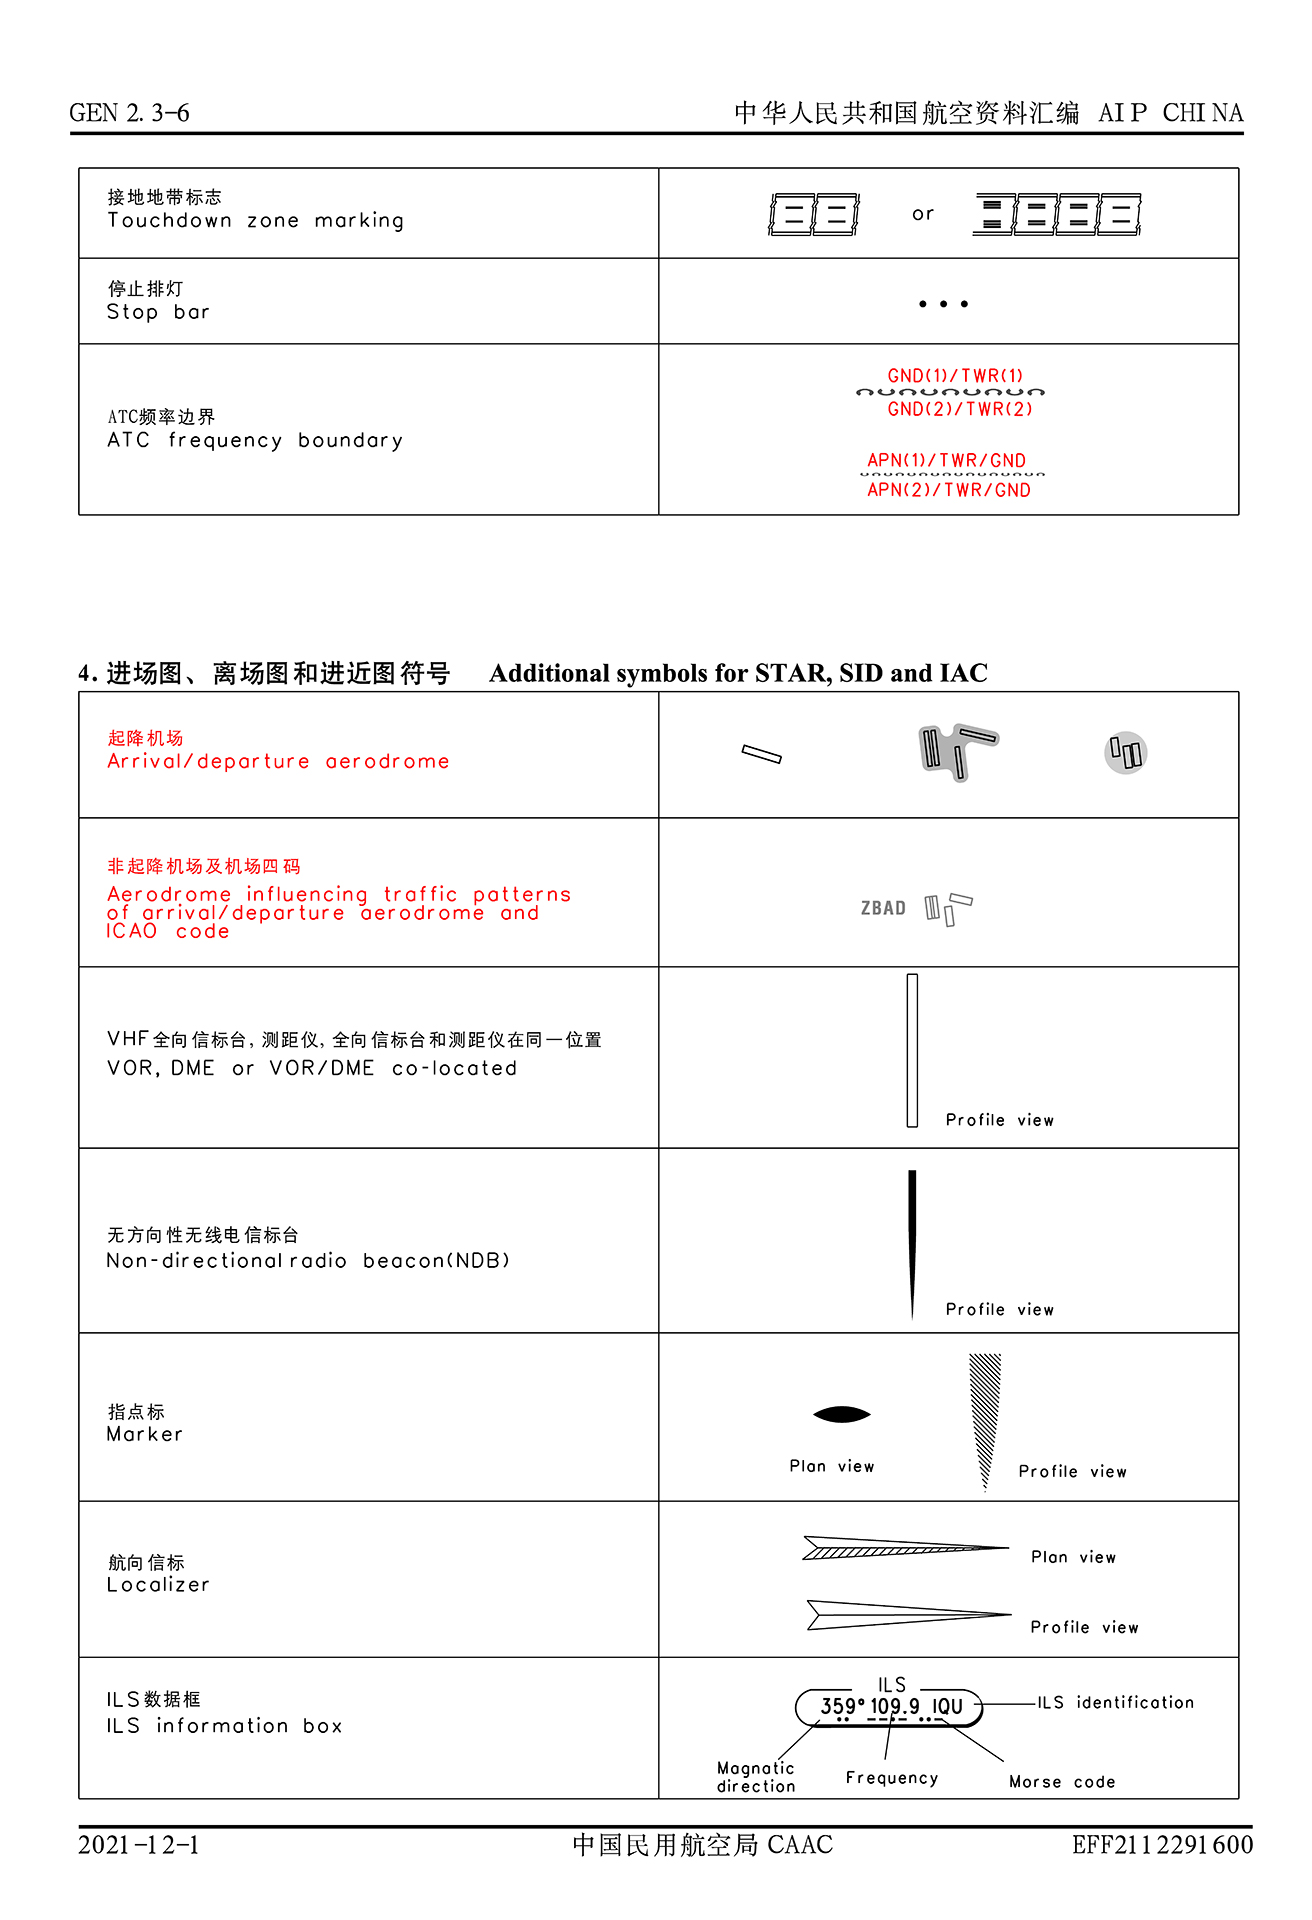 GEN 2.3-6
中华人民共和国航空资料汇编 AIP CHINA
接地地带标志
Touchdown zone marking
or
停止排灯
Stop bar
ATC频率边界
ATC frequency boundary
GND(1)/TWR(1)
GND(2)/TWR(2)
APN(1)/TWR/GND
APN(2)/TWR/GND
4. 进场图、离场图和进近图符号 Additional symbols for STAR, SID and IAC
起降机场
Arrival/departure aerodrome
非起降机场及机场四码
Aerodrome influencing traffic patterns
of arrival/departure aerodrome and
ICAO code
ZBAD
VHF全向信标台, 测距仪, 全向信标台和测距仪在同一位置
VOR, DME or VOR/DME co-located
Profile view
无方向性无线电信标台
Non-directional radio beacon(NDB)
Profile view
指点标
Marker
Plan view
Profile view
航向信标
Localizer
Plan view
Profile view
ILS数据框
ILS information box
ILS
359° 109.9 IQU
ILS identification
Magnatic
direction
Frequency
Morse code
2021-12-1
中国民用航空局 CAAC
EFF2112291600